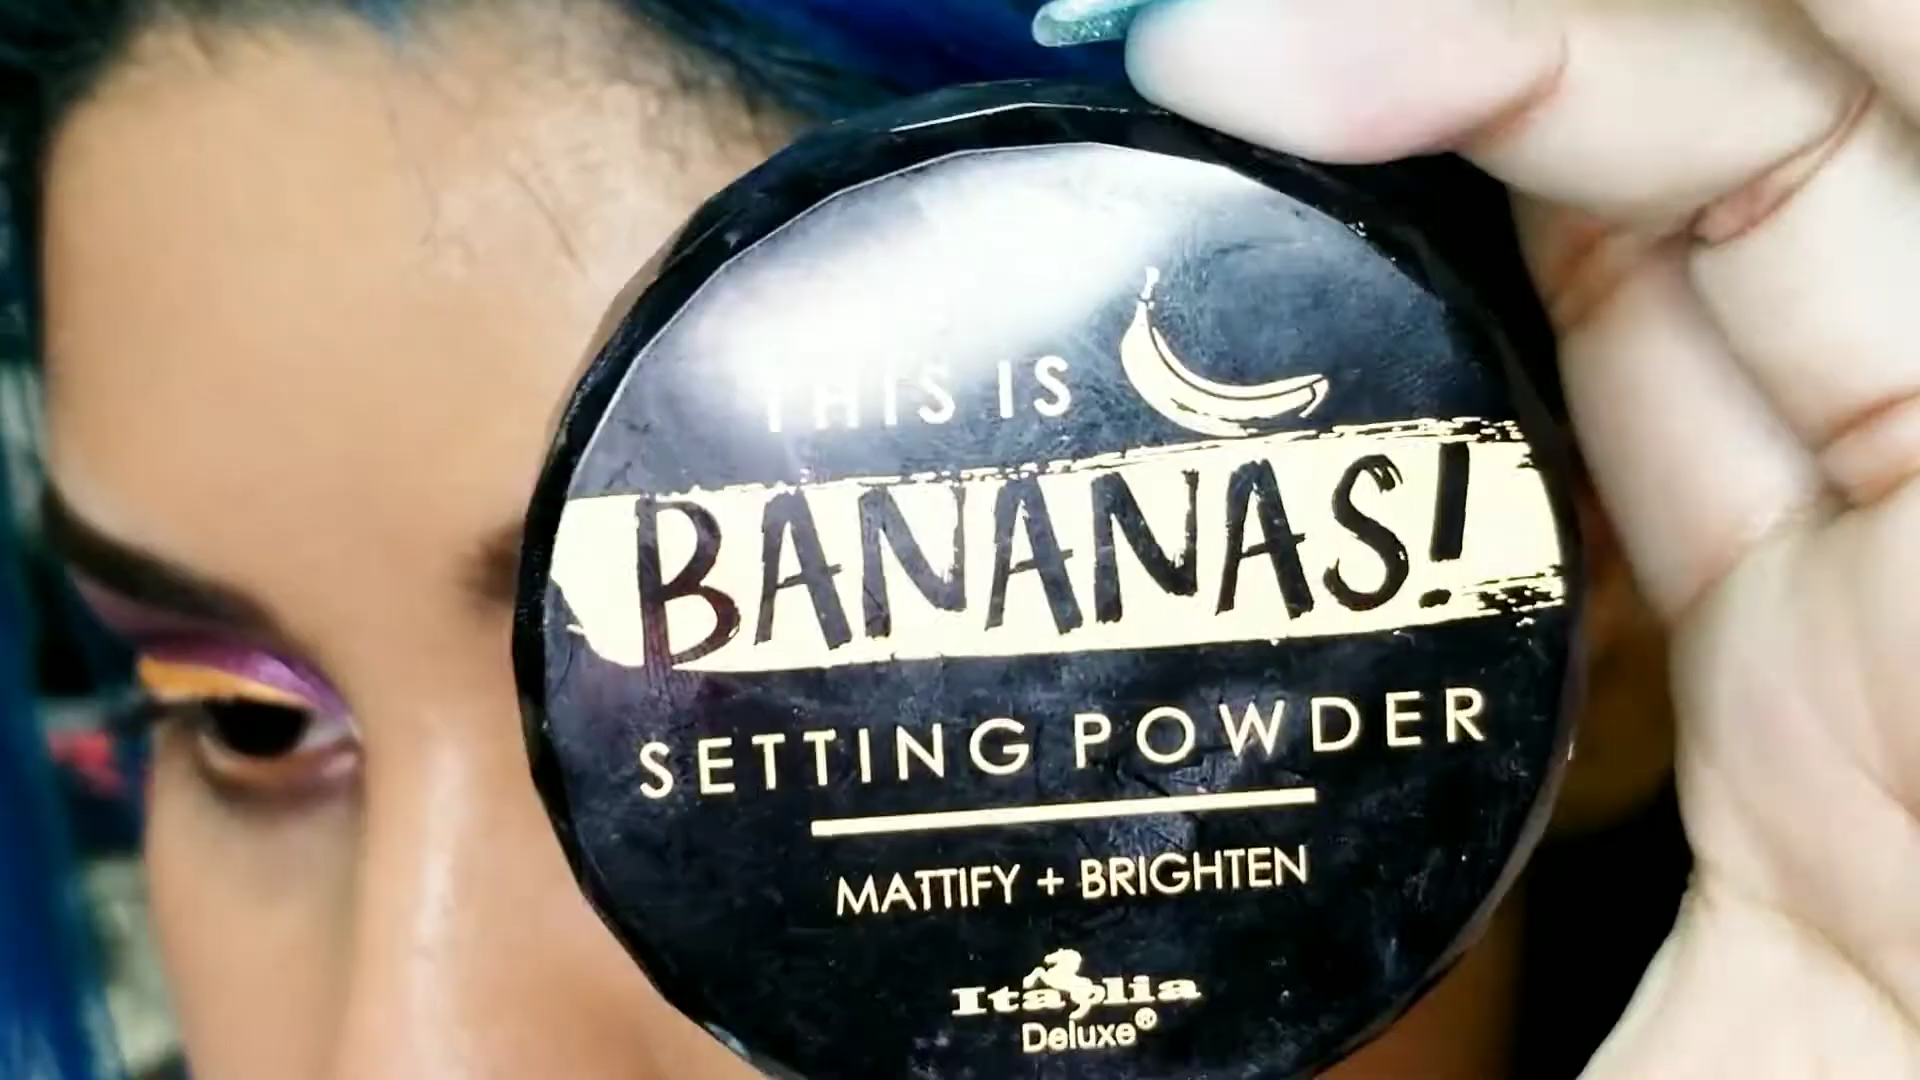 THIS IS
BANANAS!
SETTING POWDER
MATTIFY + BRIGHTEN
Italia
Deluxe®